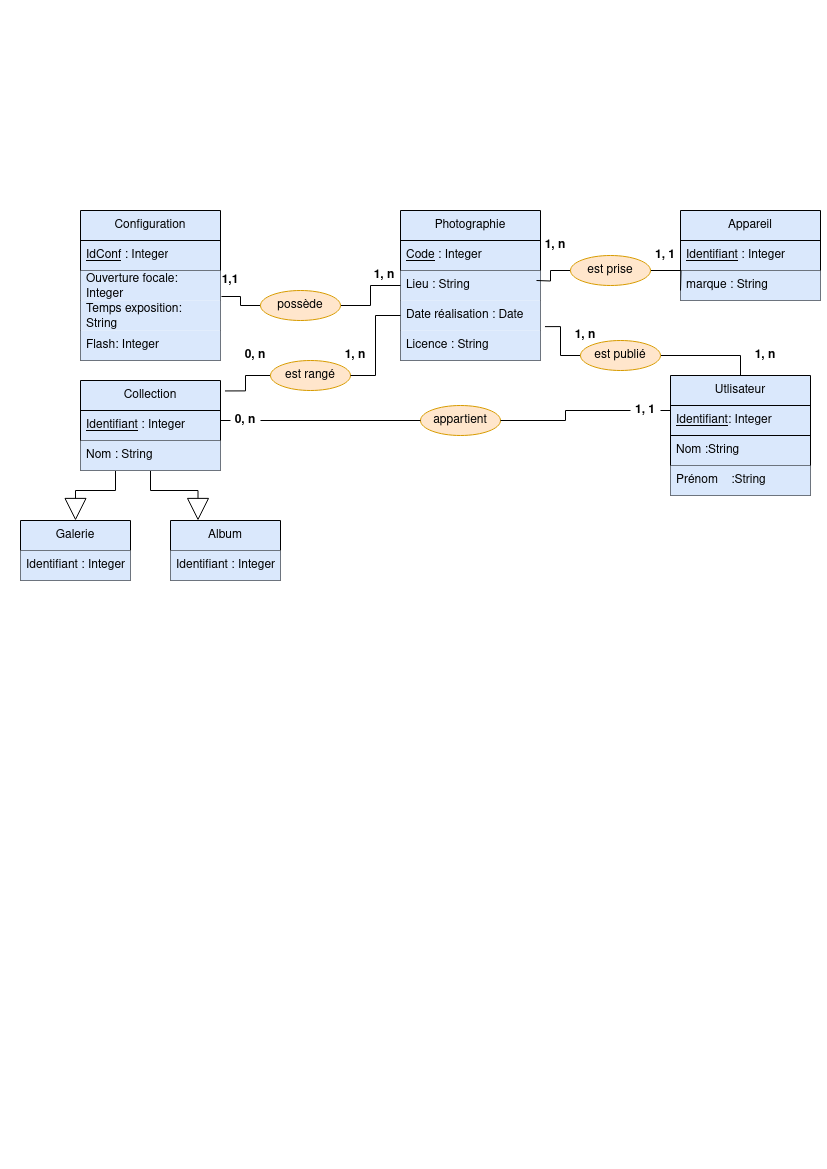 Configuration
IdConf : Integer
Ouverture focale:
Integer
Temps exposition:
String
Flash: Integer
1,1
possède
1, n
Photographie
Code : Integer
Lieu : String
Date réalisation : Date
Licence : String
1, n
est prise
1, 1
Appareil
Identifiant : Integer
marque : String
0, n
est rangé
1, n
1, n
est publié
1, n
Collection
Identifiant : Integer
Nom : String
0, n
appartient
1, 1
Utlisateur
Identifiant: Integer
Nom :String
Prénom :String
Galerie
Identifiant : Integer
Album
Identifiant : Integer